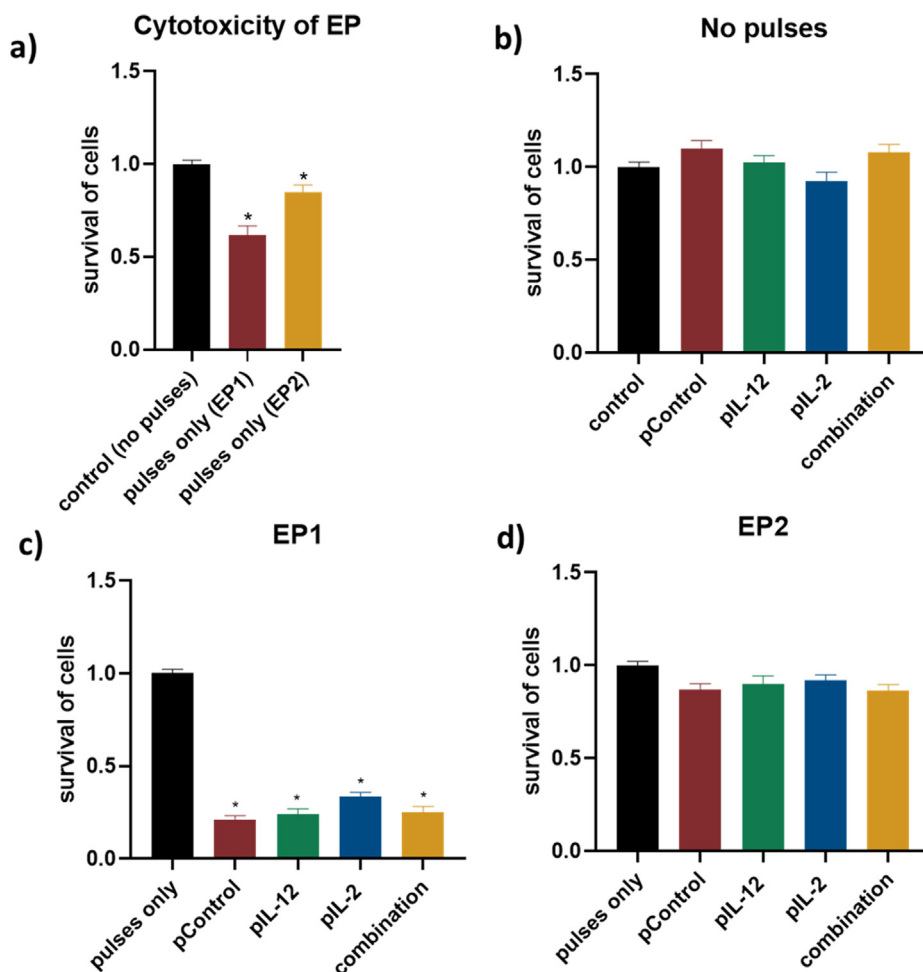 a)
Cytotoxicity of EP
survival of cells
1.5
1.0
0.5
0.0
*
*
control (no pulses)
pulses only (EP1)
pulses only (EP2)
b)
No pulses
survival of cells
1.5
1.0
0.5
0.0
control
pControl
pIL-12
pIL-2
combination
c)
EP1
survival of cells
1.5
1.0
0.5
0.0
*
*
*
*
pulses only
pControl
pIL-12
pIL-2
combination
d)
EP2
survival of cells
1.5
1.0
0.5
0.0
pulses only
pControl
pIL-12
pIL-2
combination